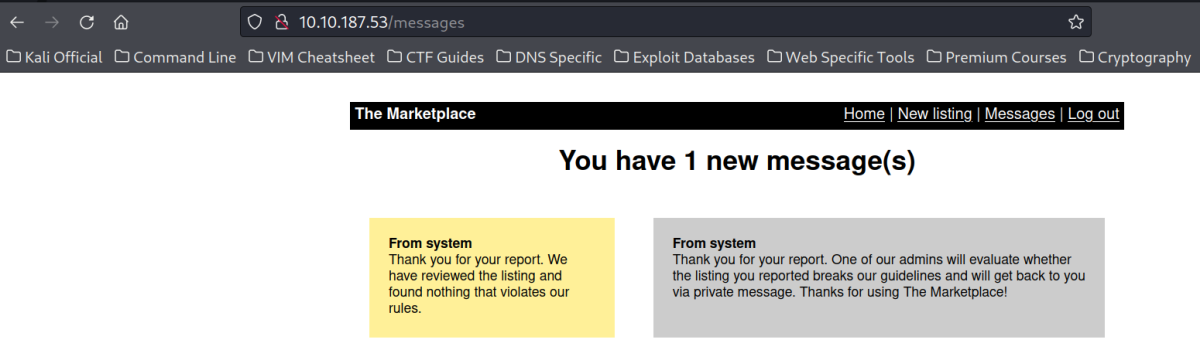 10.10.187.53/messages
Kali Official Command Line VIM Cheatsheet CTF Guides DNS Specific Exploit Databases Web Specific Tools Premium Courses Cryptography
The Marketplace Home | New listing | Messages | Log out
You have 1 new message(s)
From system
Thank you for your report. We
have reviewed the listing and
found nothing that violates our
rules.
From system
Thank you for your report. One of our admins will evaluate whether
the listing you reported breaks our guidelines and will get back to you
via private message. Thanks for using The Marketplace!